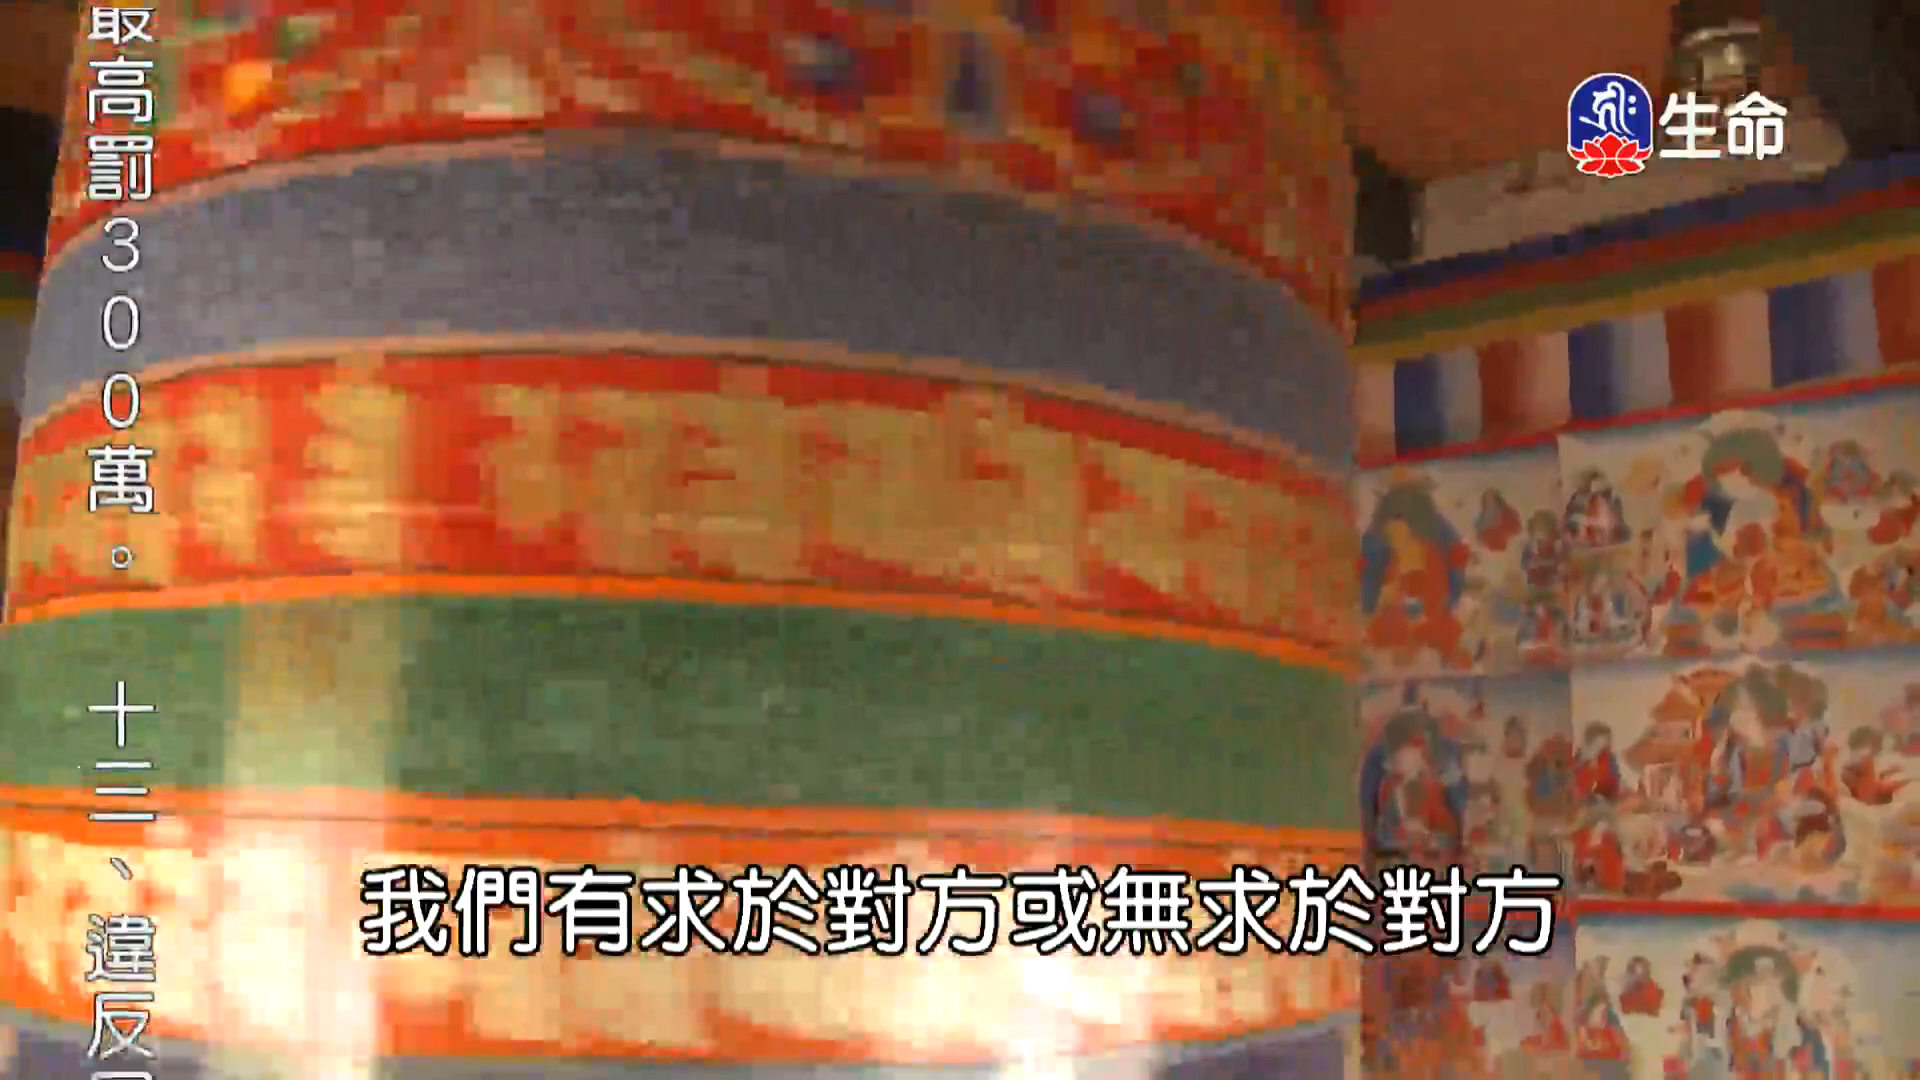 最高罰300萬。 十三、違反
生命
我們有求於對方或無求於對方